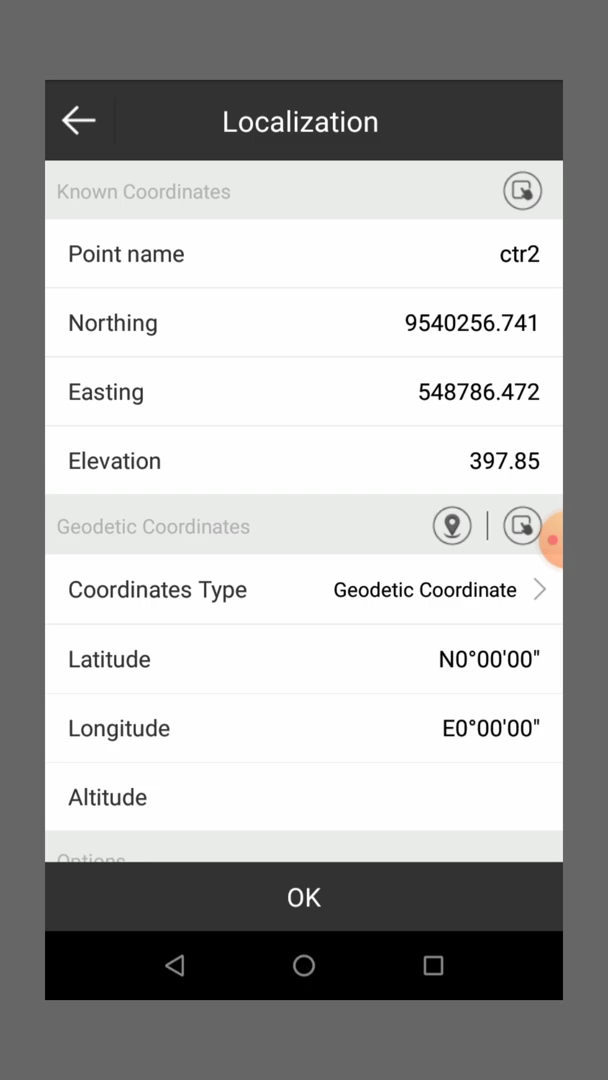 Localization
Known Coordinates
Point name ctr2
Northing 9540256.741
Easting 548786.472
Elevation 397.85
Geodetic Coordinates
Coordinates Type Geodetic Coordinate
Latitude N0°00'00"
Longitude E0°00'00"
Altitude
Options
OK